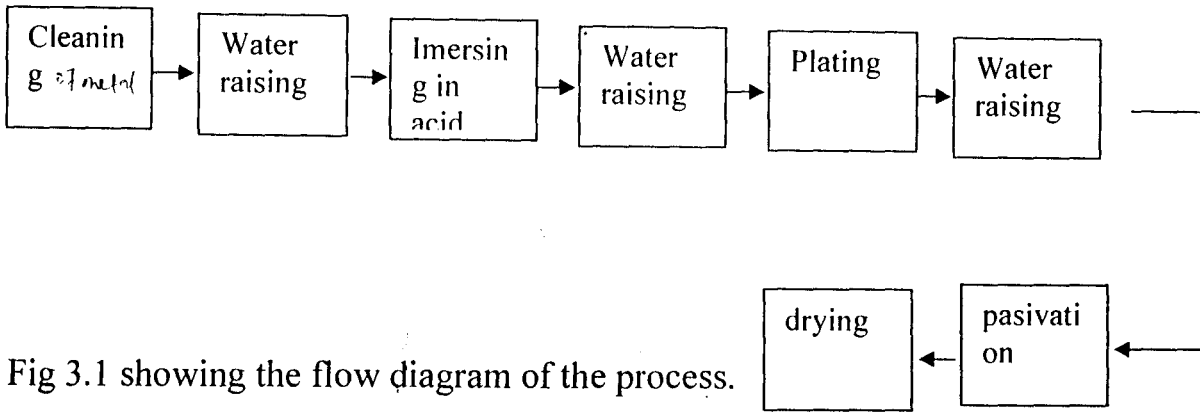 Cleanin
g of metal
Water
raising
Imersin
g in
acid
Water
raising
Plating
Water
raising
drying
pasivati
on
Fig 3.1 showing the flow diagram of the process.